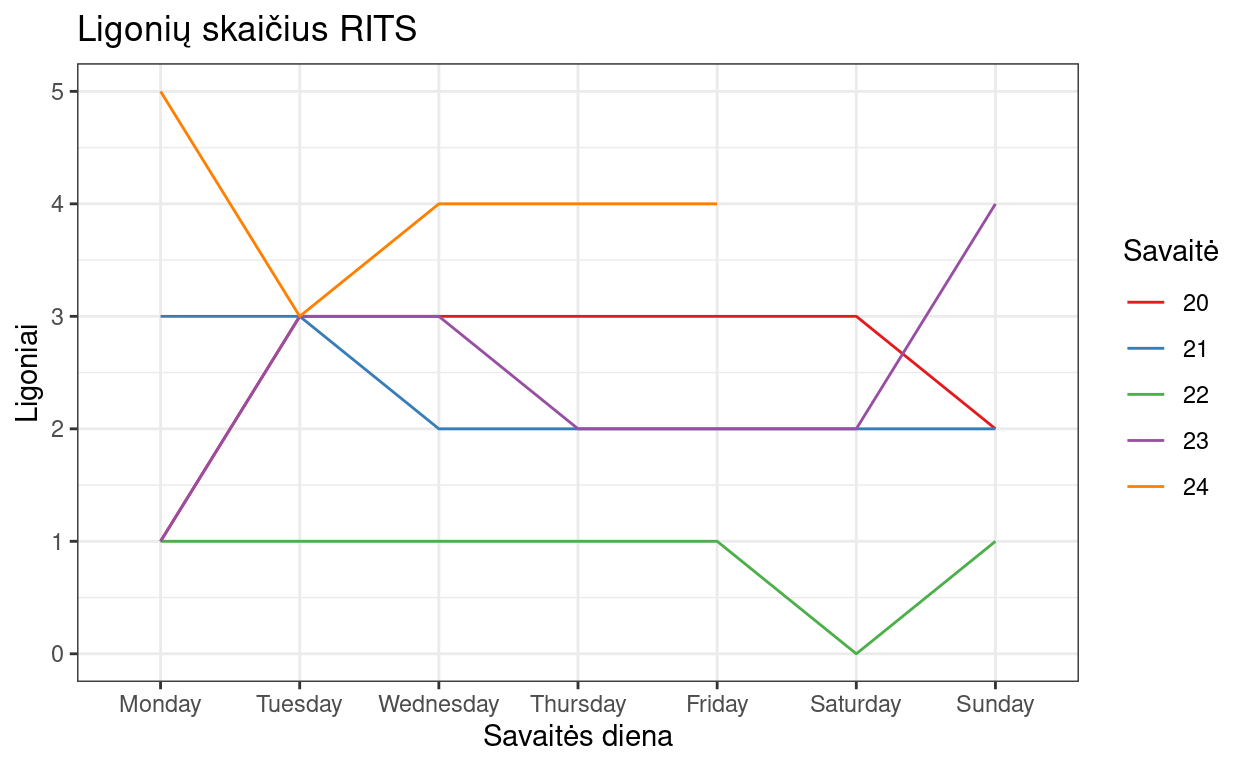 Ligonių skaičius RITS
5
4
3
2
1
0
Ligoniai
Monday Tuesday Wednesday Thursday Friday Saturday Sunday
Savaitės diena
Savaitė
20
21
22
23
24